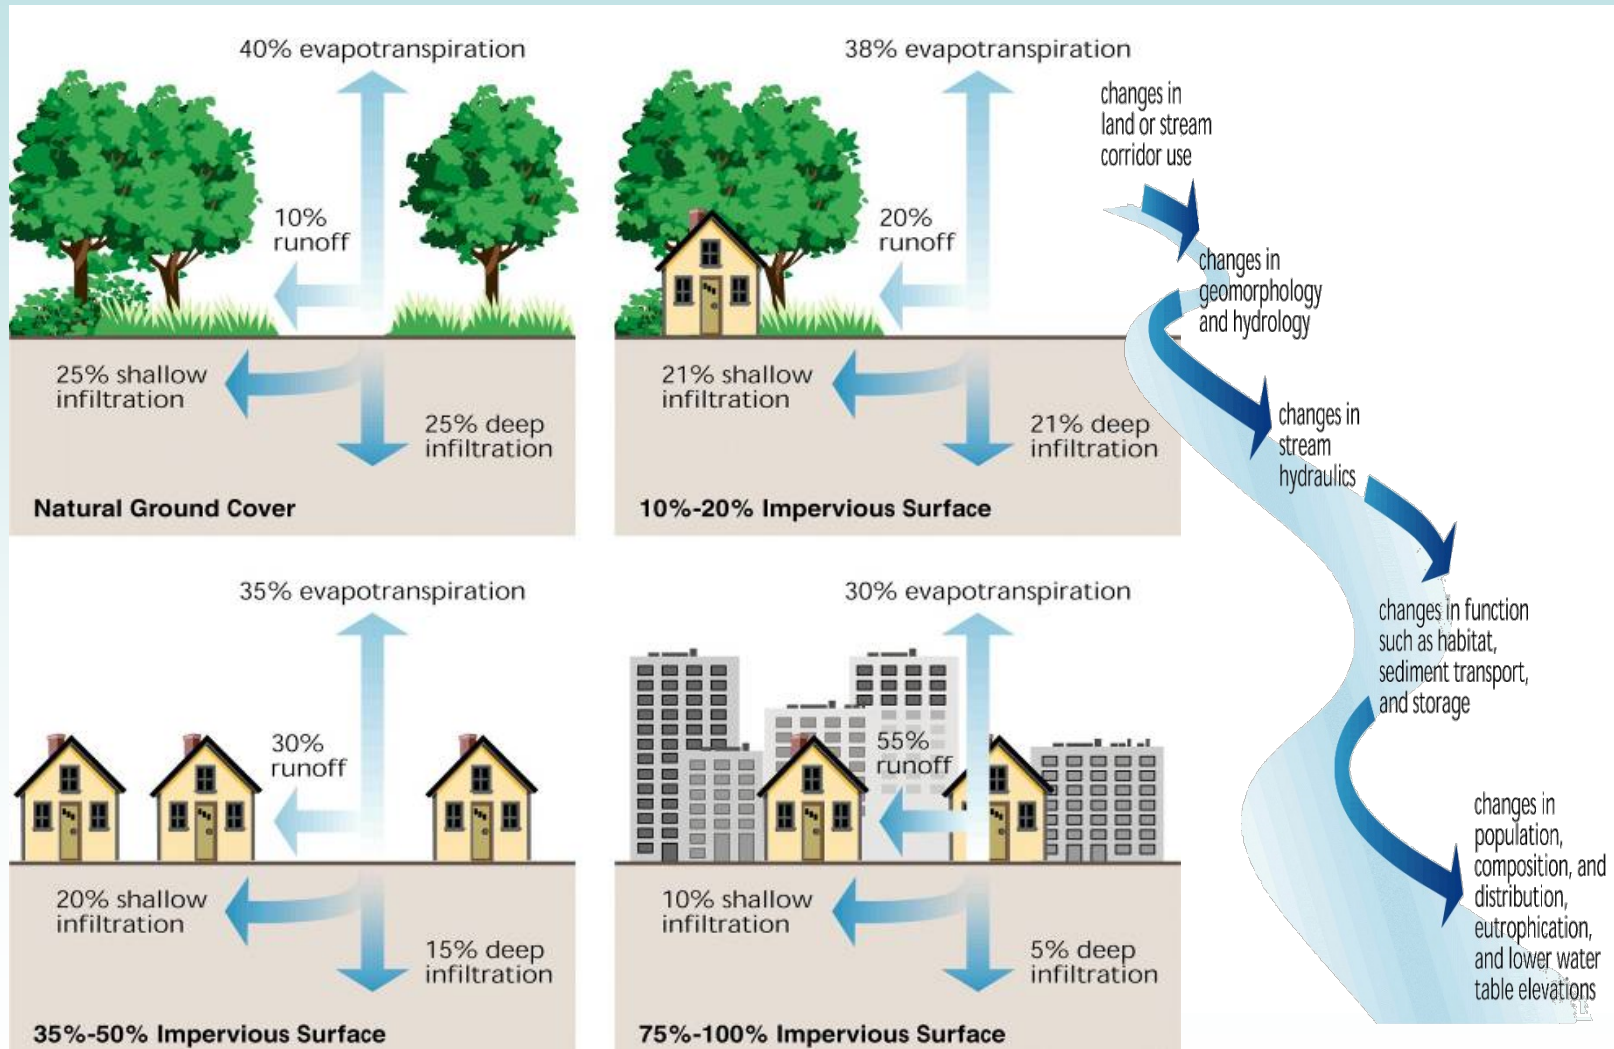 40% evapotranspiration
10%
runoff
25% shallow
infiltration
25% deep
infiltration
Natural Ground Cover
38% evapotranspiration
20%
runoff
21% shallow
infiltration
21% deep
infiltration
10%-20% Impervious Surface
35% evapotranspiration
30%
runoff
20% shallow
infiltration
15% deep
infiltration
35%-50% Impervious Surface
30% evapotranspiration
55%
runoff
10% shallow
infiltration
5% deep
infiltration
75%-100% Impervious Surface
changes in
land or stream
corridor use
changes in
geomorphology
and hydrology
changes in
stream
hydraulics
changes in function
such as habitat,
sediment transport,
and storage
changes in
population,
composition, and
distribution,
eutrophication,
and lower water
table elevations